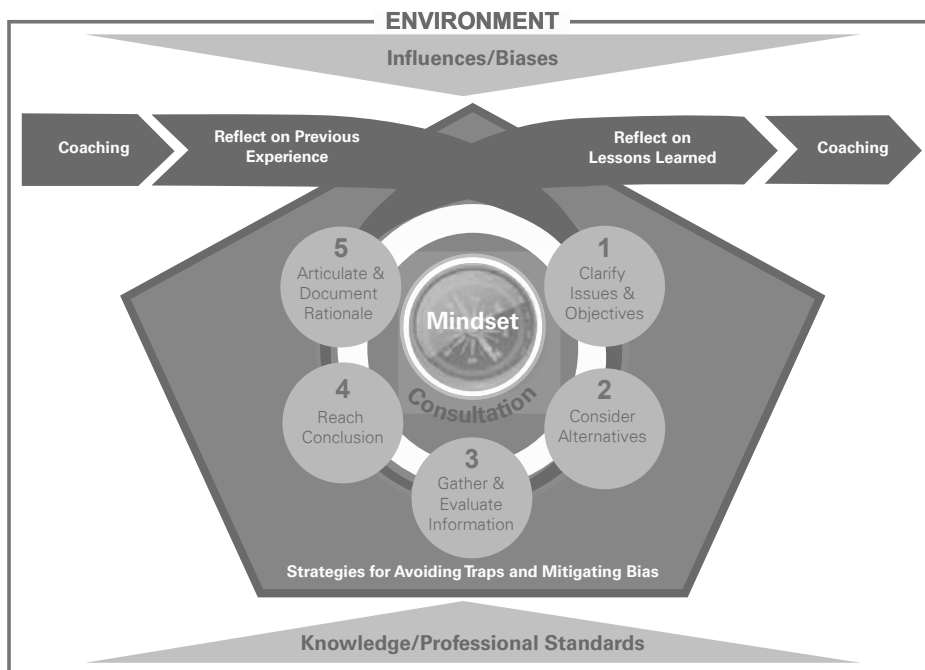 ENVIRONMENT
Influences/Biases
Coaching
Reflect on Previous
Experience
Reflect on
Lessons Learned
Coaching
5
Articulate &
Document
Rationale
1
Clarify
Issues &
Objectives
Mindset
Consultation
4
Reach
Conclusion
2
Consider
Alternatives
3
Gather &
Evaluate
Information
Strategies for Avoiding Traps and Mitigating Bias
Knowledge/Professional Standards